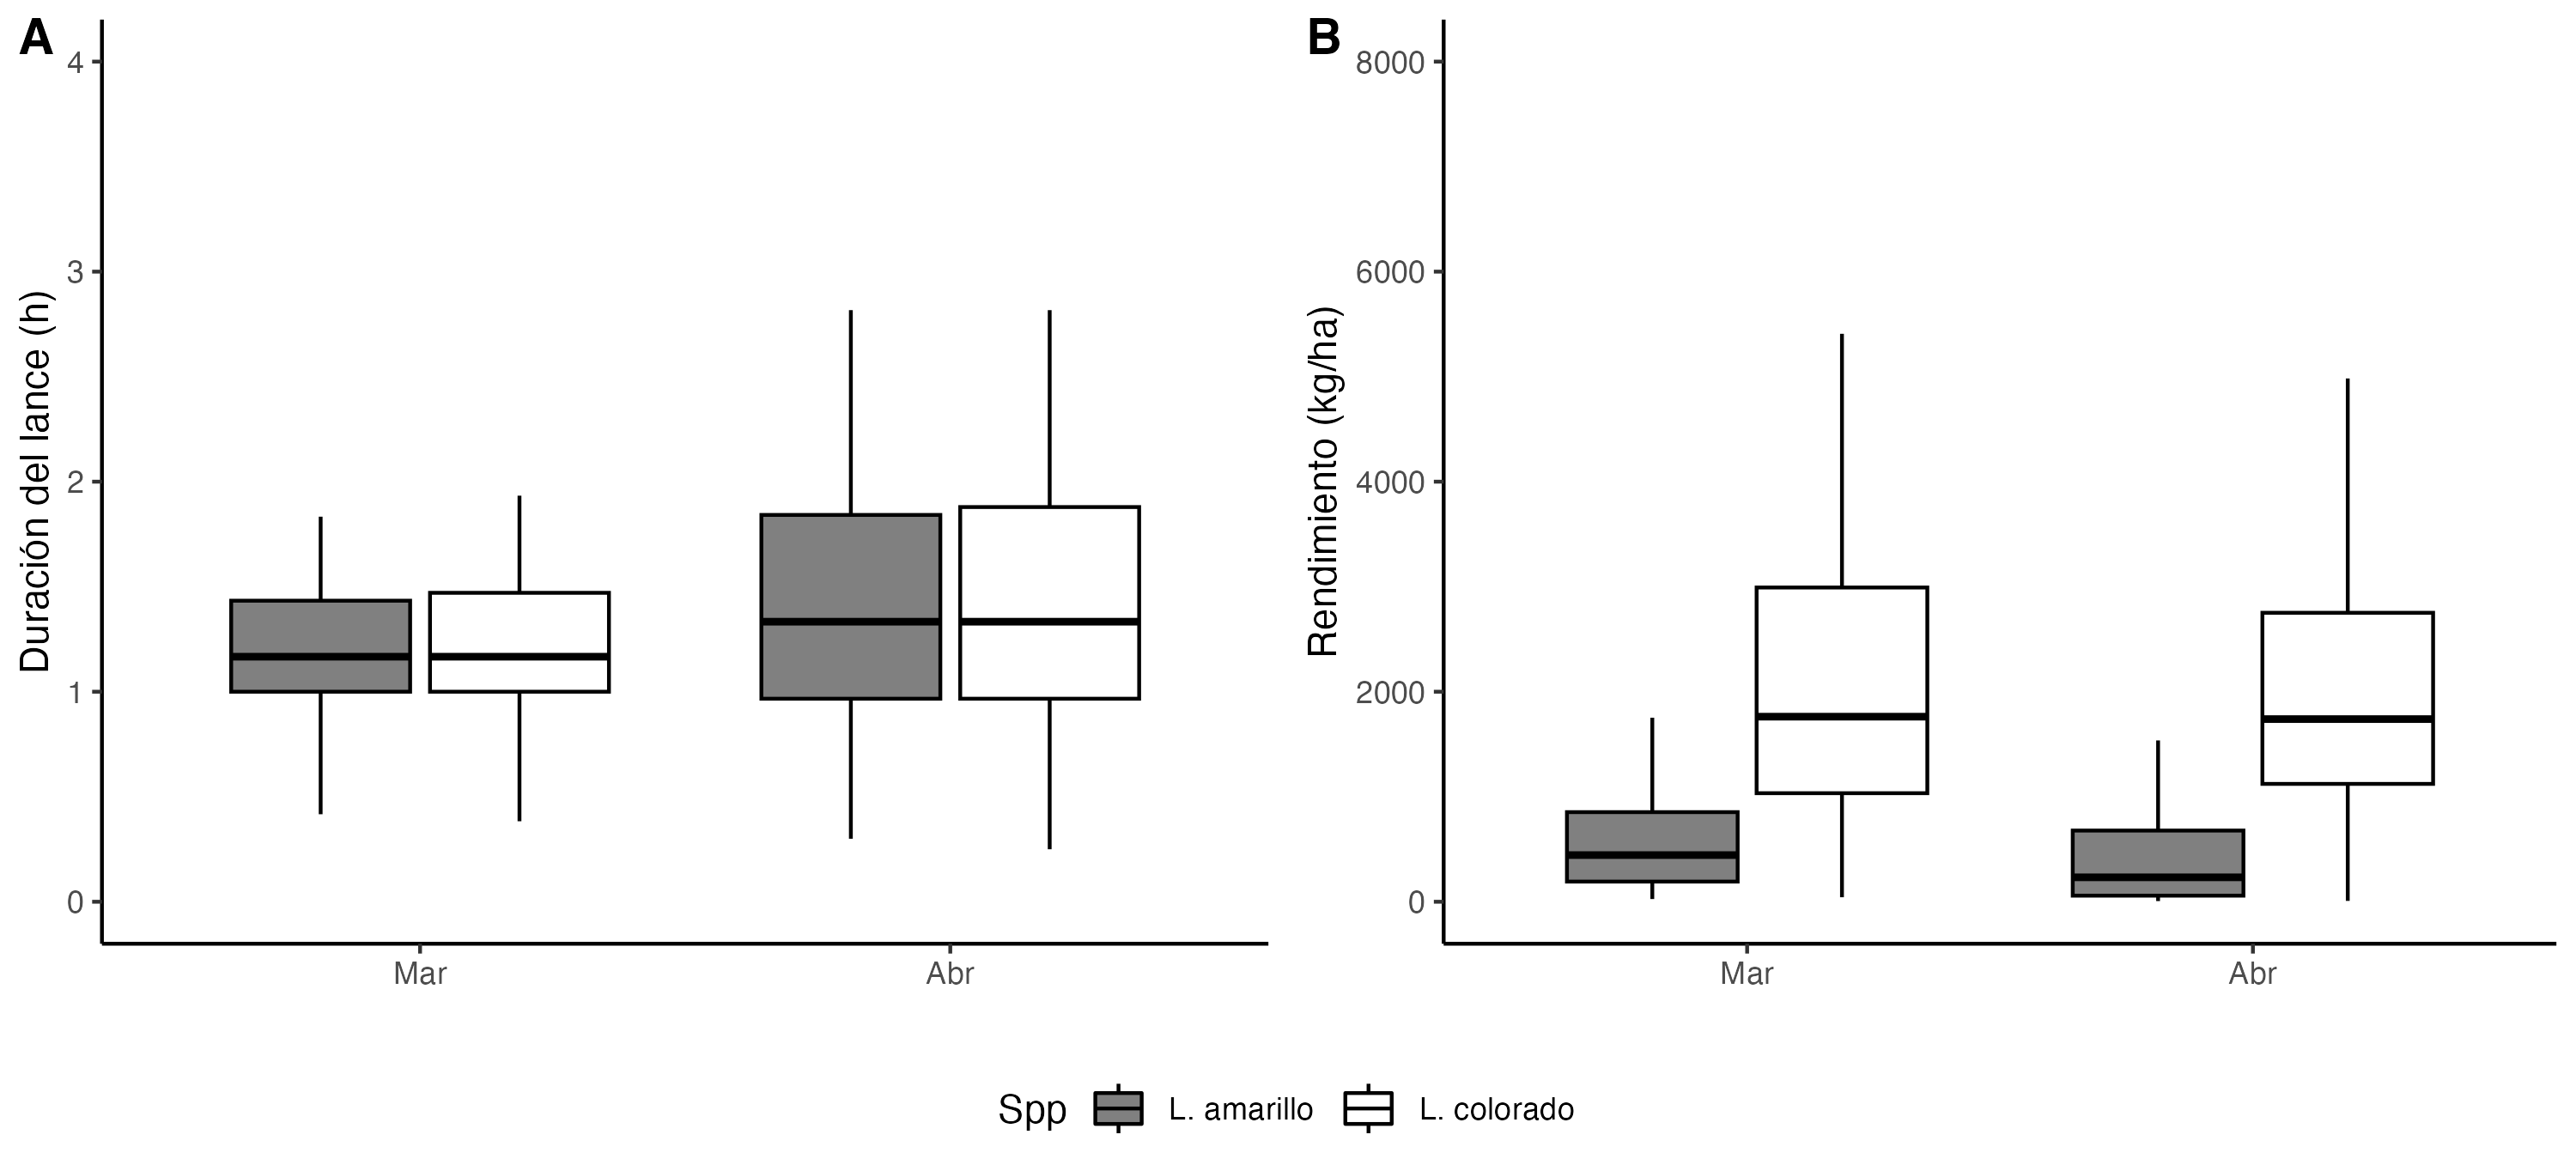 A
4
3
2
1
0
Duración del lance (h)
Mar
Abr
B
8000
6000
4000
2000
0
Rendimiento (kg/ha)
Mar
Abr
Spp L. amarillo L. colorado